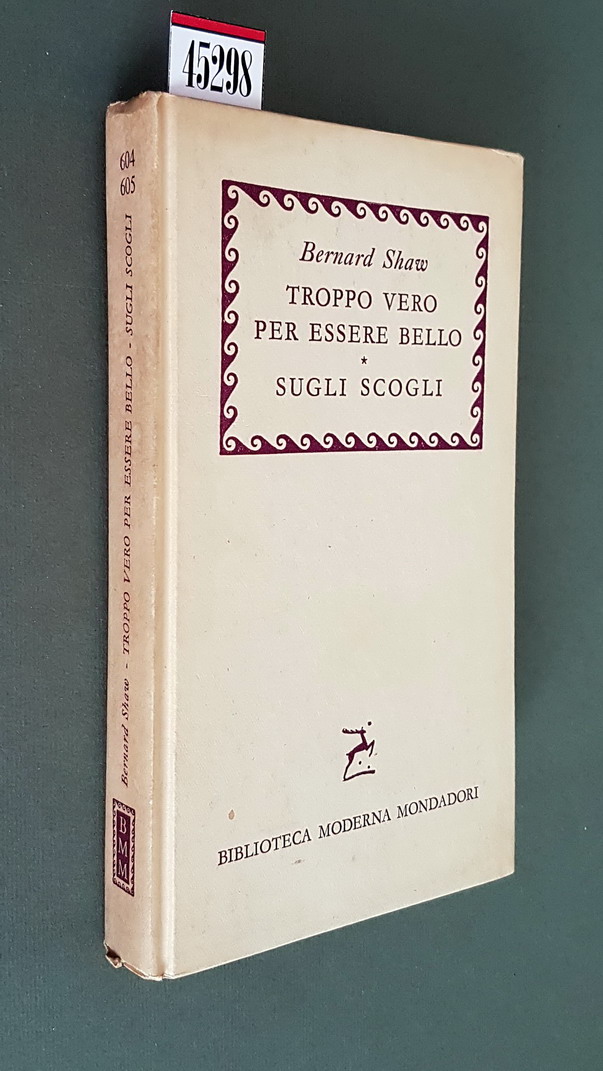 45298
Bernard Shaw
TROPPO VERO
PER ESSERE BELLO
*
SUGLI SCOGLI
BIBLIOTECA MODERNA MONDADORI
604
605
Bernard Shaw - TROPPO VERO PER ESSERE BELLO - SUGLI SCOGLI
BMM